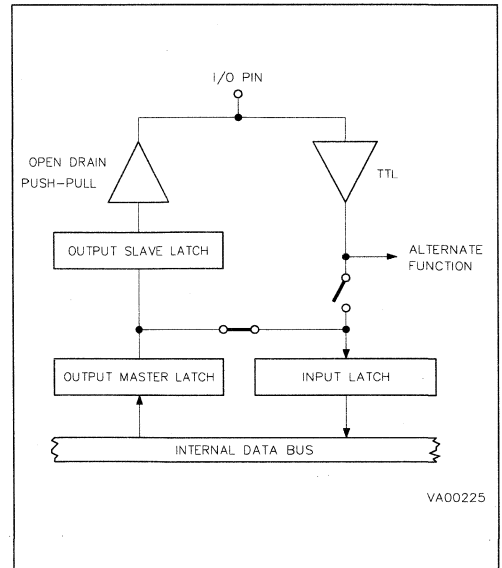 I/O PIN
OPEN DRAIN
PUSH-PULL
TTL
OUTPUT SLAVE LATCH
ALTERNATE
FUNCTION
OUTPUT MASTER LATCH
INPUT LATCH
INTERNAL DATA BUS
VA00225